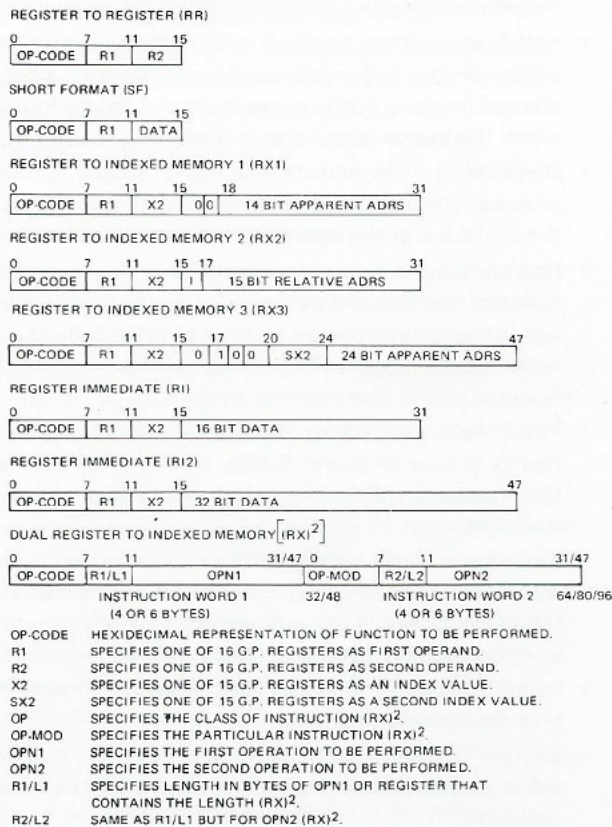 REGISTER TO REGISTER (RR)
0 7 11 15
OP-CODE R1 R2
SHORT FORMAT (SF)
0 7 11 15
OP-CODE R1 DATA
REGISTER TO INDEXED MEMORY 1 (RX1)
0 7 11 15 18 31
OP-CODE R1 X2 0 0 14 BIT APPARENT ADRS
REGISTER TO INDEXED MEMORY 2 (RX2)
0 7 11 15 17 31
OP-CODE R1 X2 I 15 BIT RELATIVE ADRS
REGISTER TO INDEXED MEMORY 3 (RX3)
0 7 11 15 17 20 24 47
OP-CODE R1 X2 0 1 0 0 SX2 24 BIT APPARENT ADRS
REGISTER IMMEDIATE (RI)
0 7 11 15 31
OP-CODE R1 X2 16 BIT DATA
REGISTER IMMEDIATE (RI2)
0 7 11 15 47
OP-CODE R1 X2 32 BIT DATA
DUAL REGISTER TO INDEXED MEMORY [(RX)²]
0 7 11 31/47 0 7 11 31/47
OP-CODE R1/L1 OPN1 OP-MOD R2/L2 OPN2
INSTRUCTION WORD 1 32/48 INSTRUCTION WORD 2 64/80/96
(4 OR 6 BYTES) (4 OR 6 BYTES)
OP-CODE HEXIDECIMAL REPRESENTATION OF FUNCTION TO BE PERFORMED.
R1 SPECIFIES ONE OF 16 G.P. REGISTERS AS FIRST OPERAND.
R2 SPECIFIES ONE OF 16 G.P. REGISTERS AS SECOND OPERAND.
X2 SPECIFIES ONE OF 15 G.P. REGISTERS AS AN INDEX VALUE.
SX2 SPECIFIES ONE OF 15 G.P. REGISTERS AS A SECOND INDEX VALUE.
OP SPECIFIES THE CLASS OF INSTRUCTION (RX)².
OP-MOD SPECIFIES THE PARTICULAR INSTRUCTION (RX)².
OPN1 SPECIFIES THE FIRST OPERATION TO BE PERFORMED.
OPN2 SPECIFIES THE SECOND OPERATION TO BE PERFORMED.
R1/L1 SPECIFIES LENGTH IN BYTES OF OPN1 OR REGISTER THAT
CONTAINS THE LENGTH (RX)².
R2/L2 SAME AS R1/L1 BUT FOR OPN2 (RX)².